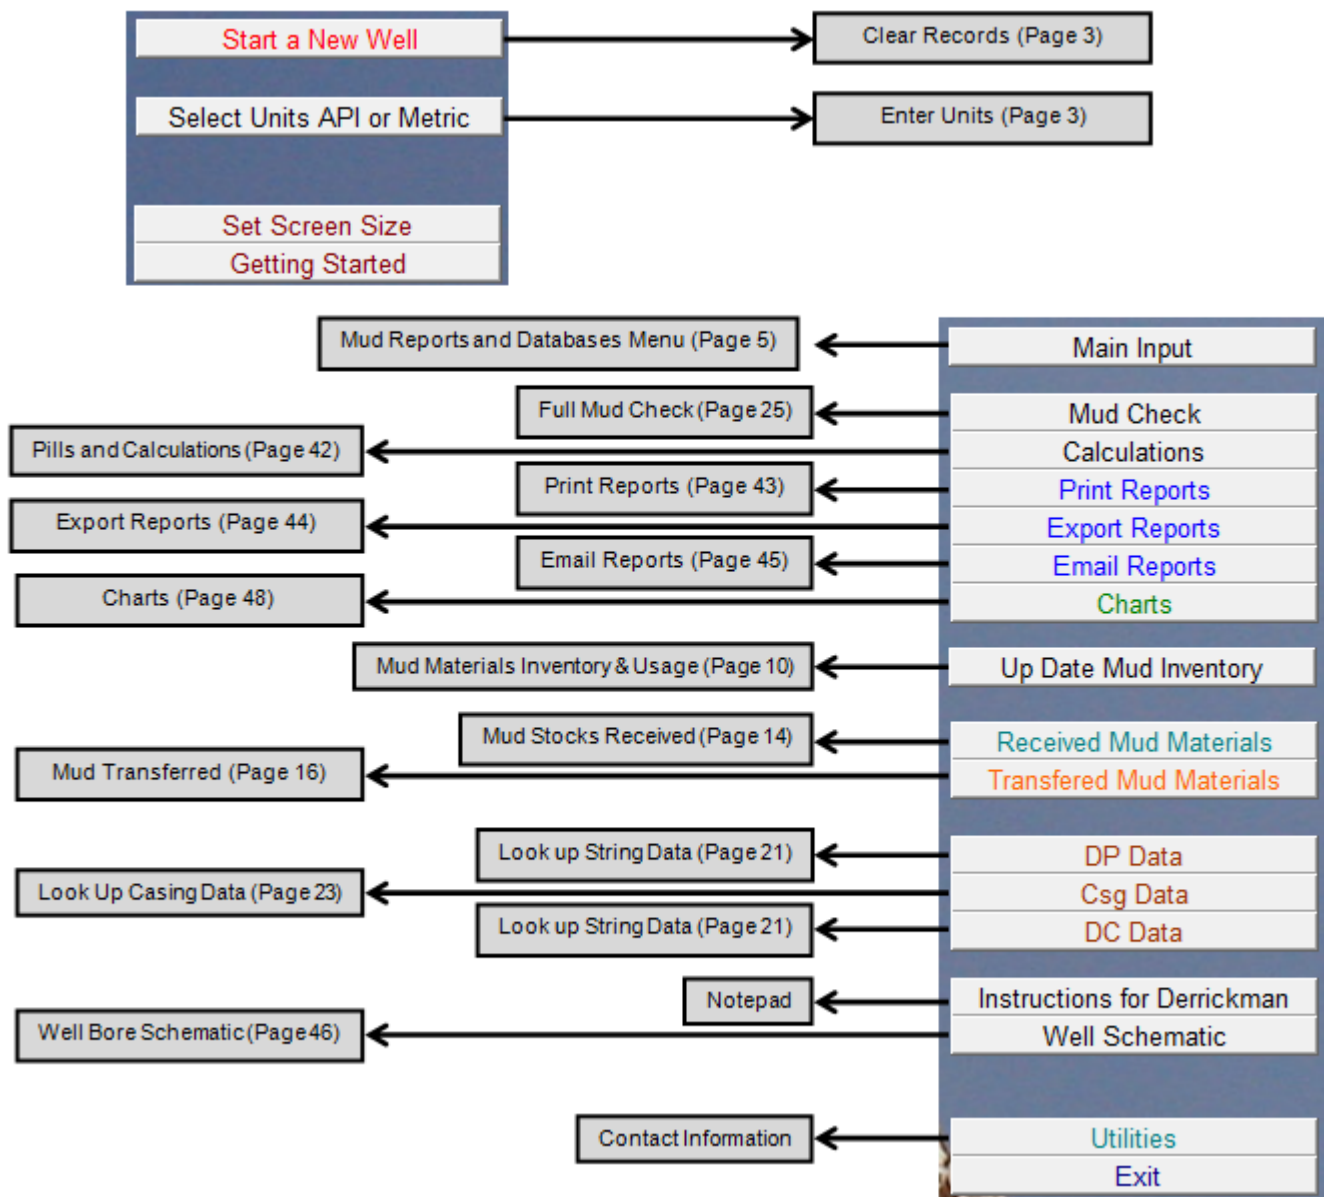 Start a New Well
Clear Records (Page 3)
Select Units API or Metric
Enter Units (Page 3)
Set Screen Size
Getting Started
Mud Reports and Databases Menu (Page 5)
Main Input
Full Mud Check (Page 25)
Mud Check
Pills and Calculations (Page 42)
Calculations
Print Reports (Page 43)
Print Reports
Export Reports (Page 44)
Export Reports
Email Reports (Page 45)
Email Reports
Charts (Page 48)
Charts
Mud Materials Inventory & Usage (Page 10)
Up Date Mud Inventory
Mud Stocks Received (Page 14)
Received Mud Materials
Mud Transferred (Page 16)
Transfered Mud Materials
Look up String Data (Page 21)
DP Data
Look Up Casing Data (Page 23)
Csg Data
Look up String Data (Page 21)
DC Data
Notepad
Instructions for Derrickman
Well Bore Schematic (Page 46)
Well Schematic
Contact Information
Utilities
Exit